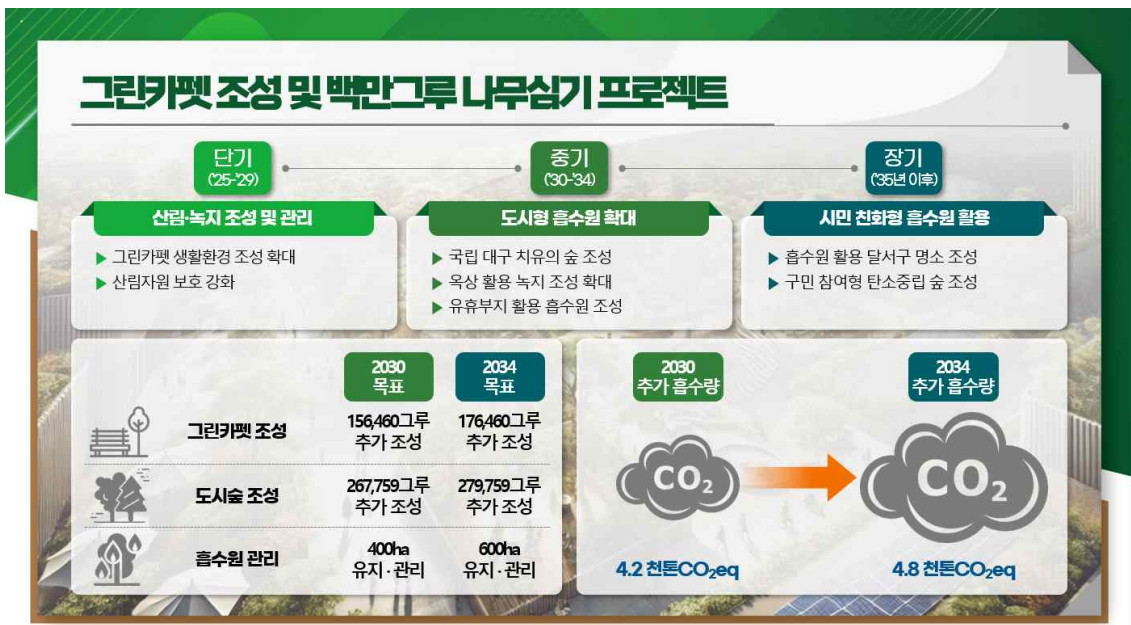 그린카펫 조성 및 백만그루 나무심기 프로젝트
단기
('25-'29)
중기
('30-'34)
장기
('35년 이후)
산림·녹지 조성 및 관리
▶ 그린카펫 생활환경 조성 확대
▶ 산림자원 보호 강화
도시형 흡수원 확대
▶ 국립 대구 치유의 숲 조성
▶ 옥상 활용 녹지 조성 확대
▶ 유휴부지 활용 흡수원 조성
시민 친화형 흡수원 활용
▶ 흡수원 활용 달서구 명소 조성
▶ 구민 참여형 탄소중립 숲 조성
2030
목표
2034
목표
그린카펫 조성
156,460그루
추가 조성
176,460그루
추가 조성
도시숲 조성
267,759그루
추가 조성
279,759그루
추가 조성
흡수원 관리
400ha
유지·관리
600ha
유지·관리
2030
추가 흡수량
2034
추가 흡수량
CO₂
CO₂
4.2 천톤CO₂eq
4.8 천톤CO₂eq